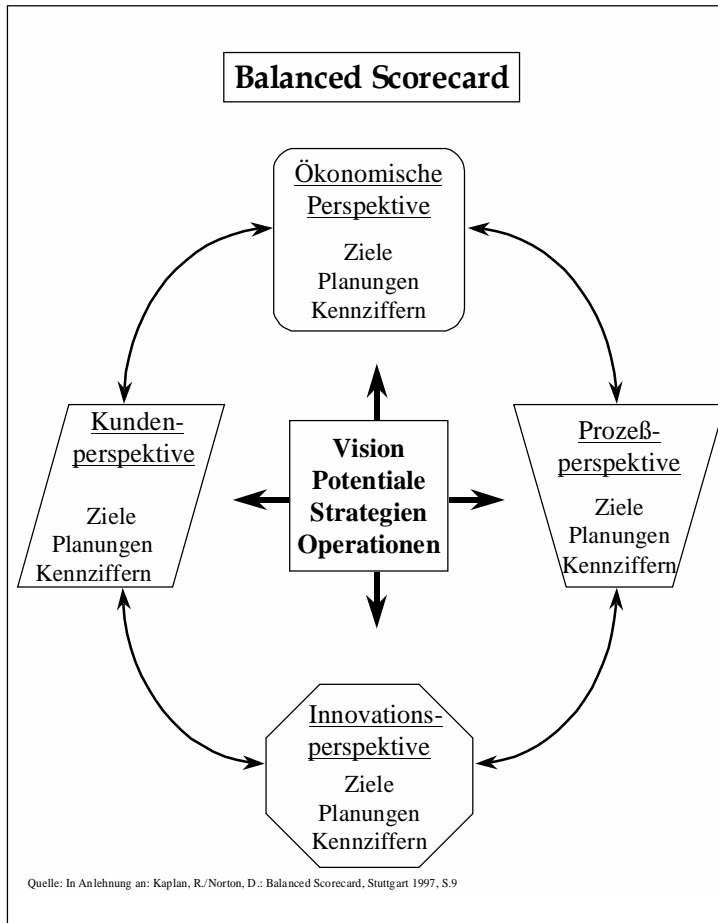 Balanced Scorecard
Ökonomische
Perspektive
Ziele
Planungen
Kennziffern
Kunden-
perspektive
Ziele
Planungen
Kennziffern
Vision
Potentiale
Strategien
Operationen
Prozeß-
perspektive
Ziele
Planungen
Kennziffern
Innovations-
perspektive
Ziele
Planungen
Kennziffern
Quelle: In Anlehnung an: Kaplan, R./Norton, D.: Balanced Scorecard, Stuttgart 1997, S.9